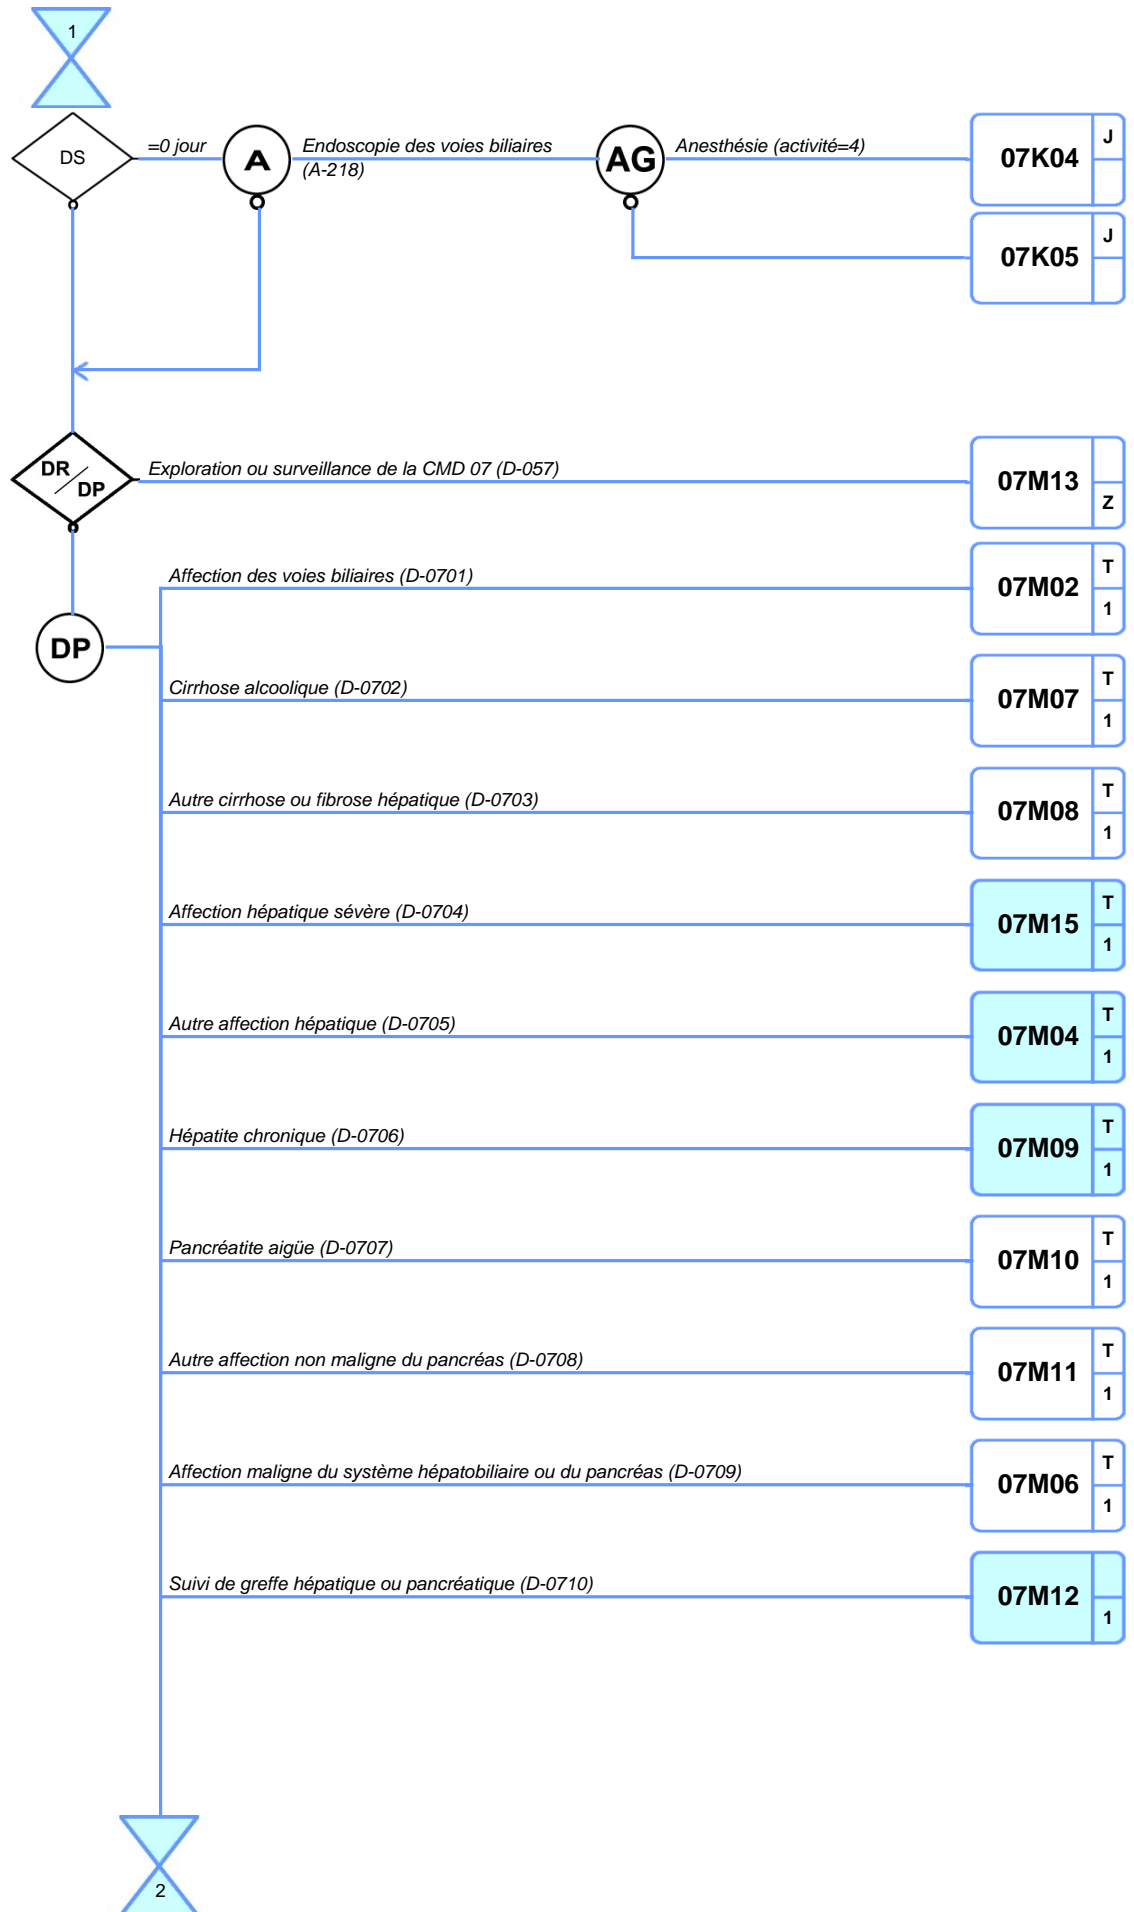 1
DS
=0 jour
A
Endoscopie des voies biliaires
(A-218)
AG
Anesthésie (activité=4)
07K04
J
07K05
J
DR
DP
Exploration ou surveillance de la CMD 07 (D-057)
07M13
Z
DP
Affection des voies biliaires (D-0701)
07M02
T
1
Cirrhose alcoolique (D-0702)
07M07
T
1
Autre cirrhose ou fibrose hépatique (D-0703)
07M08
T
1
Affection hépatique sévère (D-0704)
07M15
T
1
Autre affection hépatique (D-0705)
07M04
T
1
Hépatite chronique (D-0706)
07M09
T
1
Pancréatite aigüe (D-0707)
07M10
T
1
Autre affection non maligne du pancréas (D-0708)
07M11
T
1
Affection maligne du système hépatobiliaire ou du pancréas (D-0709)
07M06
T
1
Suivi de greffe hépatique ou pancréatique (D-0710)
07M12
1
2